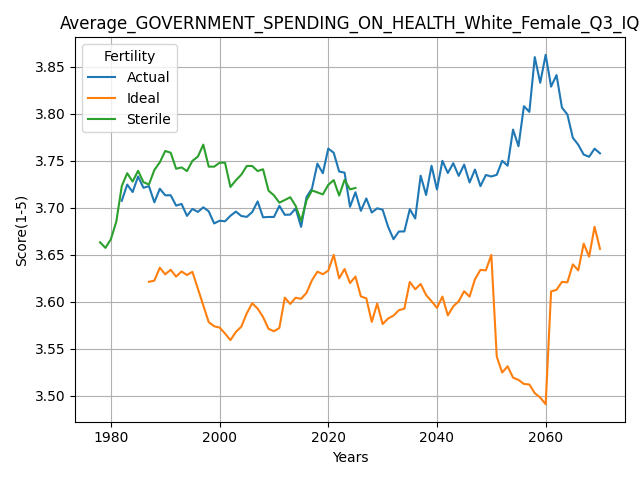 Average_GOVERNMENT_SPENDING_ON_HEALTH_White_Female_Q3_IQ
Fertility
Actual
Ideal
Sterile
3.85
3.80
3.75
3.70
3.65
3.60
3.55
3.50
Score(1-5)
1980 2000 2020 2040 2060
Years